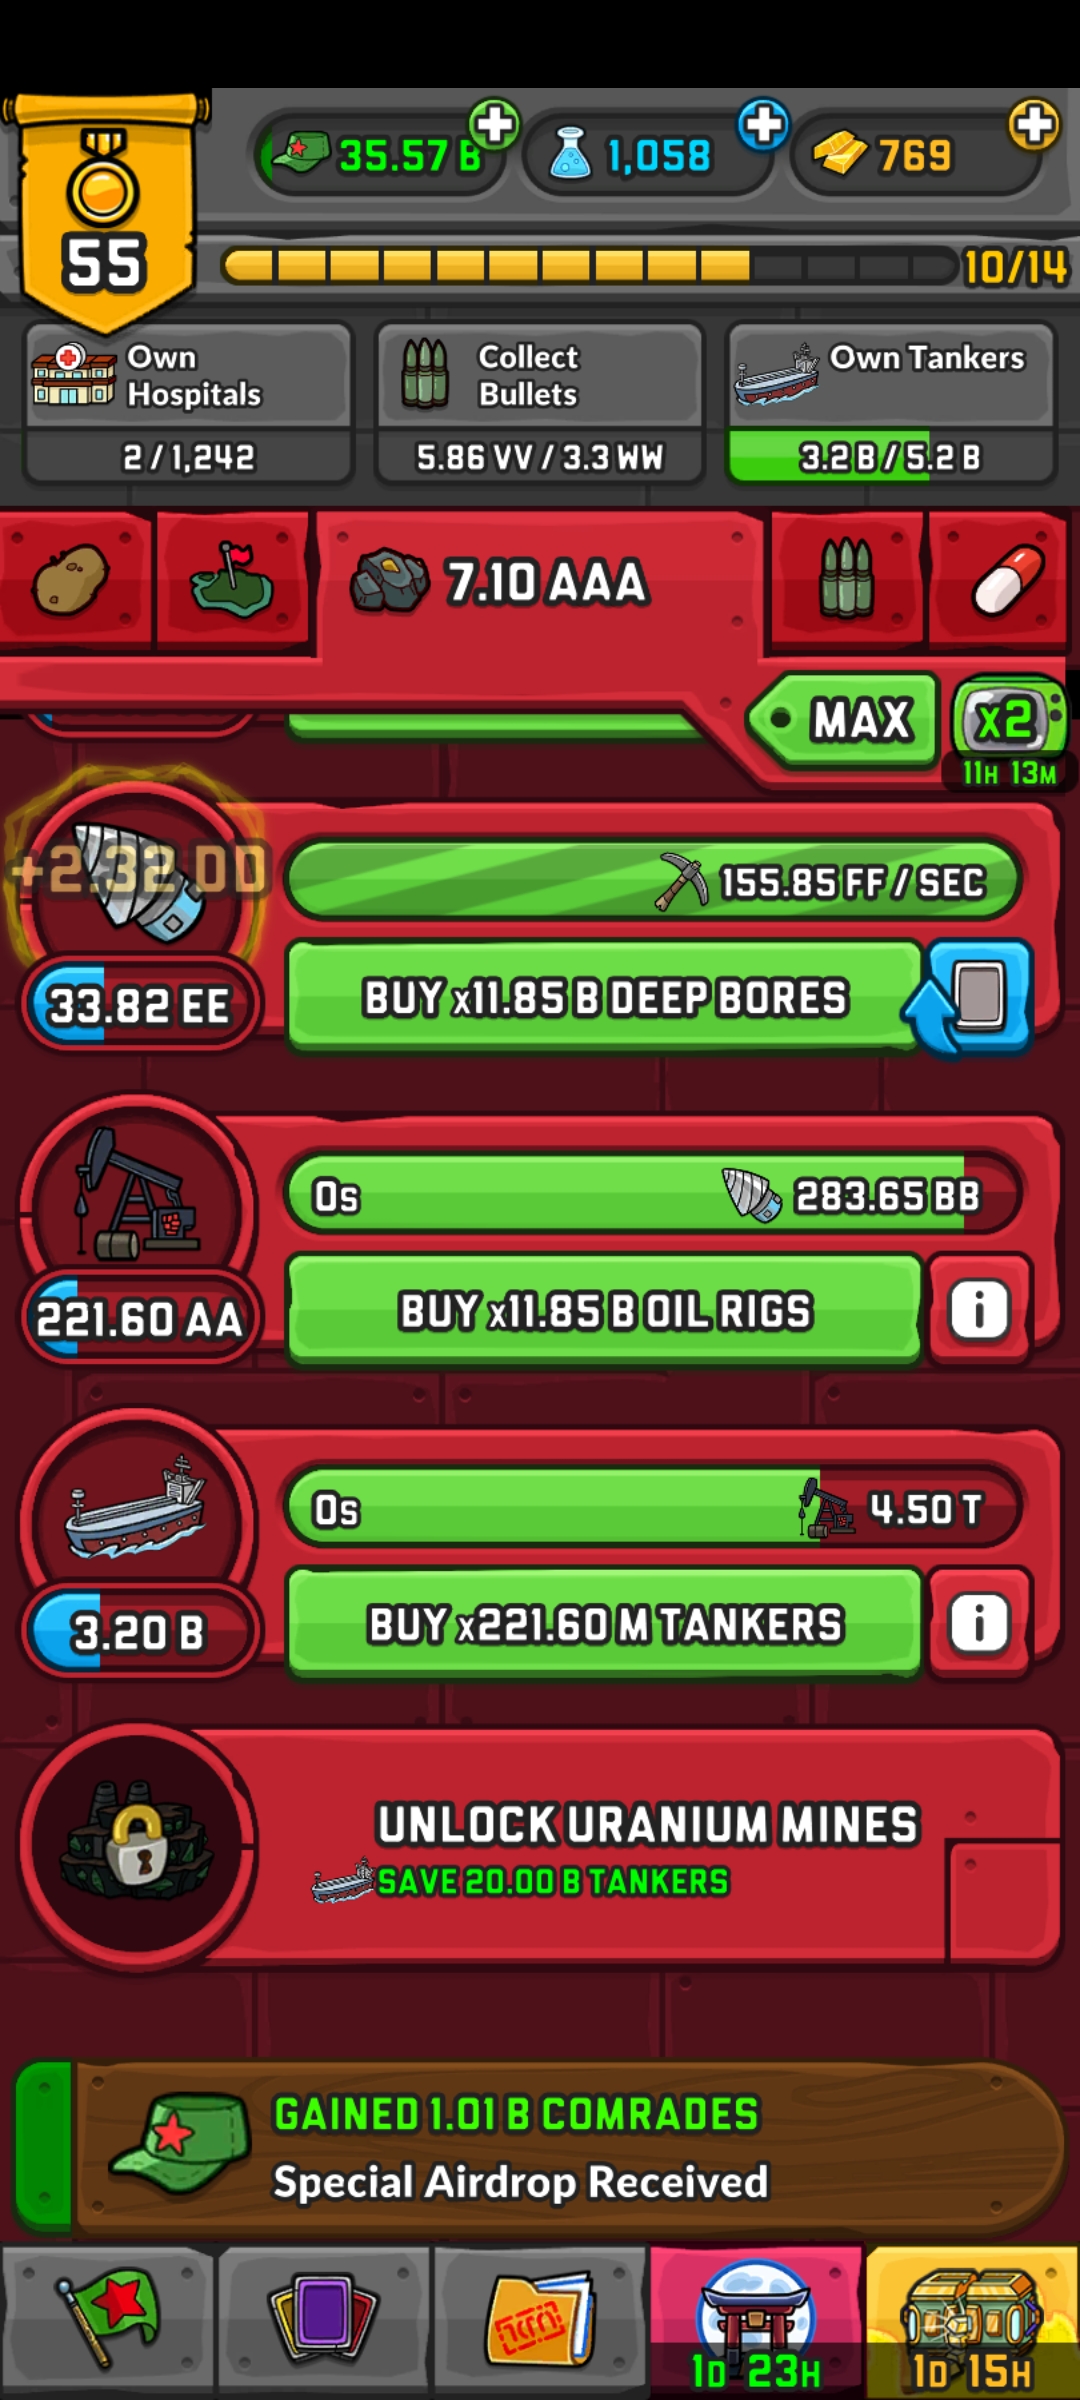 35.57 B
1,058
769
55
10/14
Own
Hospitals
2 / 1,242
Collect
Bullets
5.86 VV / 3.3 WW
Own Tankers
3.2 B / 5.2 B
7.10 AAA
MAX
x2
11H 13M
+2.32 DD
155.85 FF / SEC
33.82 EE
BUY x11.85 B DEEP BORES
0s
283.65 BB
221.60 AA
BUY x11.85 B OIL RIGS
i
0s
4.50 T
3.20 B
BUY x221.60 M TANKERS
i
UNLOCK URANIUM MINES
SAVE 20.00 B TANKERS
GAINED 1.01 B COMRADES
Special Airdrop Received
1D 23H
1D 15H